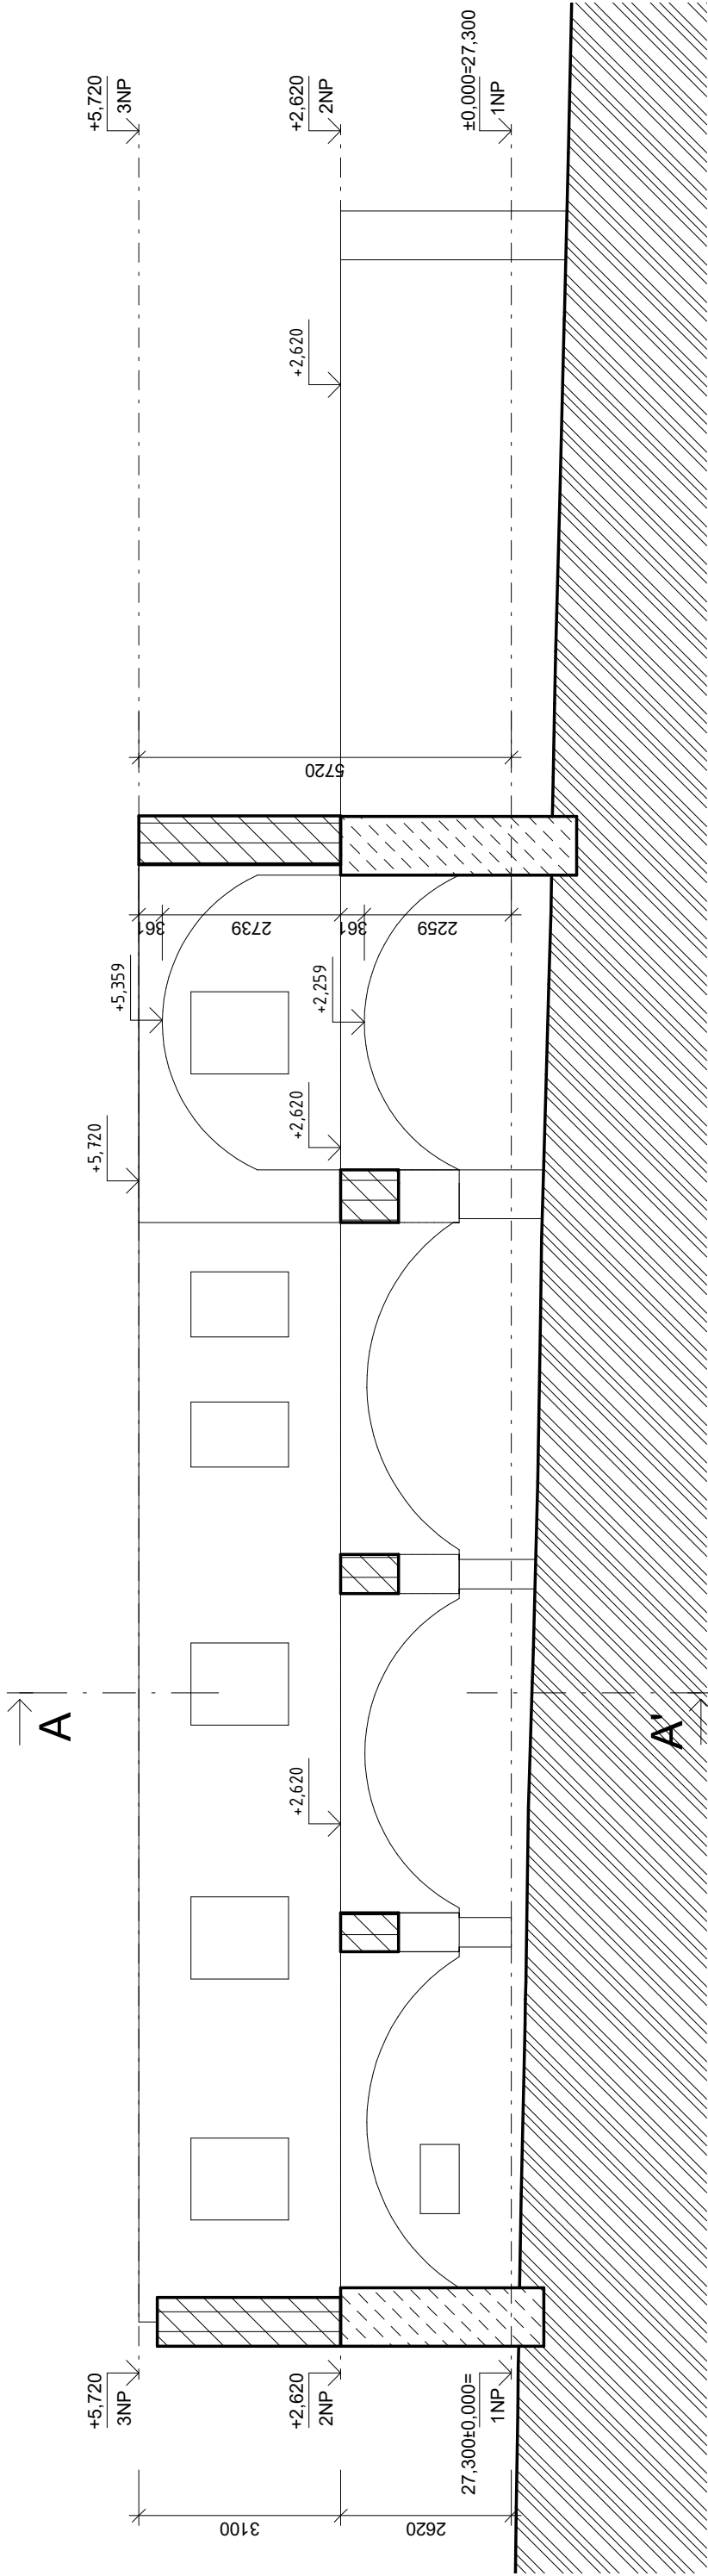 +5,720
3NP
+2,620
2NP
±0,000=27,300
1NP
+2,620
5720
361
2739
361
2259
+5,359
+2,259
+2,620
+5,720
A
A'
+2,620
+5,720
3NP
+2,620
2NP
27,300±0,000=
1NP
3100
2620